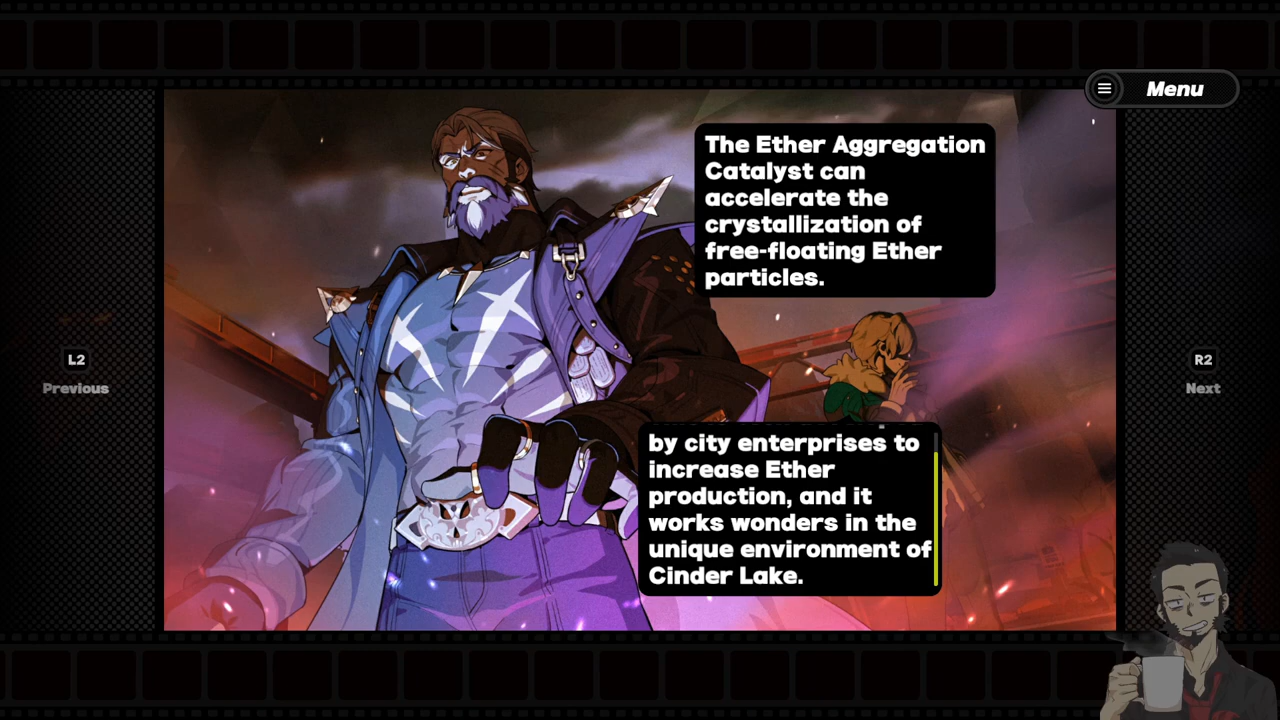 Menu
The Ether Aggregation
Catalyst can
accelerate the
crystallization of
free-floating Ether
particles.
L2
Previous
R2
Next
by city enterprises to
increase Ether
production, and it
works wonders in the
unique environment of
Cinder Lake.